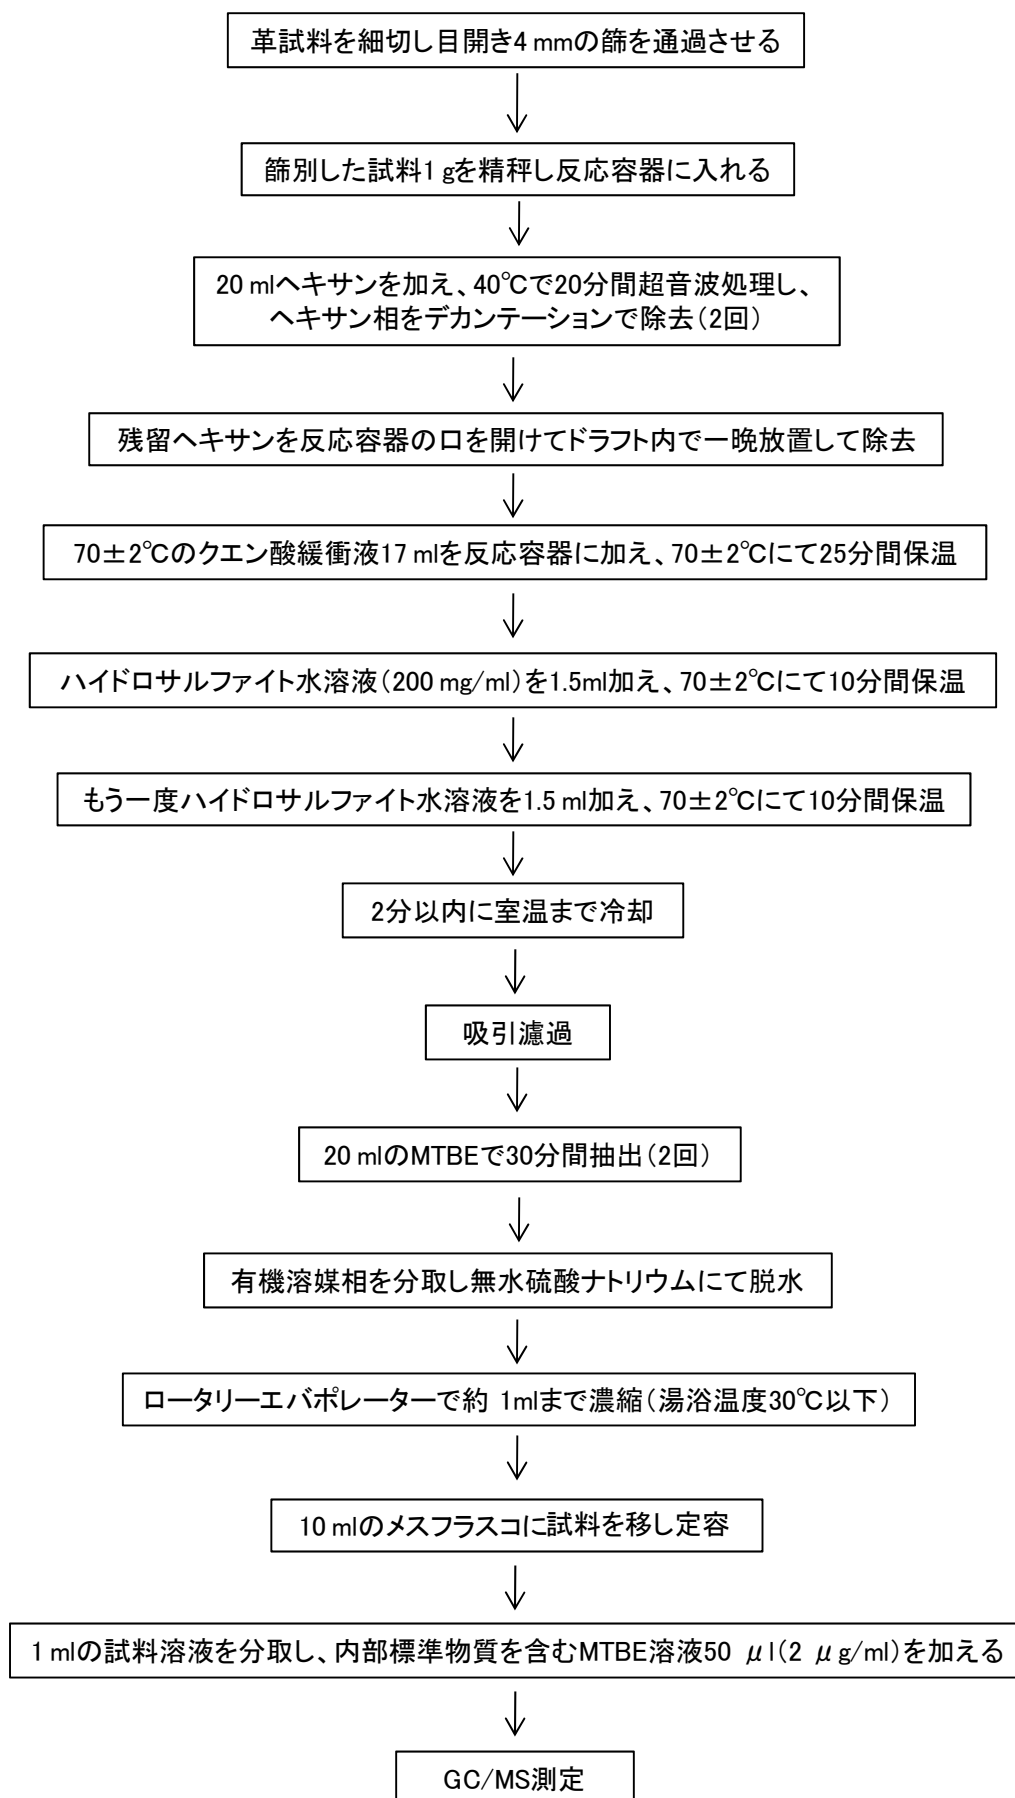 革試料を細切し目開き4 mmの篩を通過させる
篩別した試料1 gを精秤し反応容器に入れる
20 mlヘキサンを加え、40℃で20分間超音波処理し、
ヘキサン相をデカンテーションで除去(2回)
残留ヘキサンを反応容器の口を開けてドラフト内で一晩放置して除去
70±2℃のクエン酸緩衝液17 mlを反応容器に加え、70±2℃にて25分間保温
ハイドロサルファイト水溶液(200 mg/ml)を1.5ml加え、70±2℃にて10分間保温
もう一度ハイドロサルファイト水溶液を1.5 ml加え、70±2℃にて10分間保温
2分以内に室温まで冷却
吸引濾過
20 mlのMTBEで30分間抽出(2回)
有機溶媒相を分取し無水硫酸ナトリウムにて脱水
ロータリーエバポレーターで約 1mlまで濃縮(湯浴温度30℃以下)
10 mlのメスフラスコに試料を移し定容
1 mlの試料溶液を分取し、内部標準物質を含むMTBE溶液50 μl(2 μg/ml)を加える
GC/MS測定